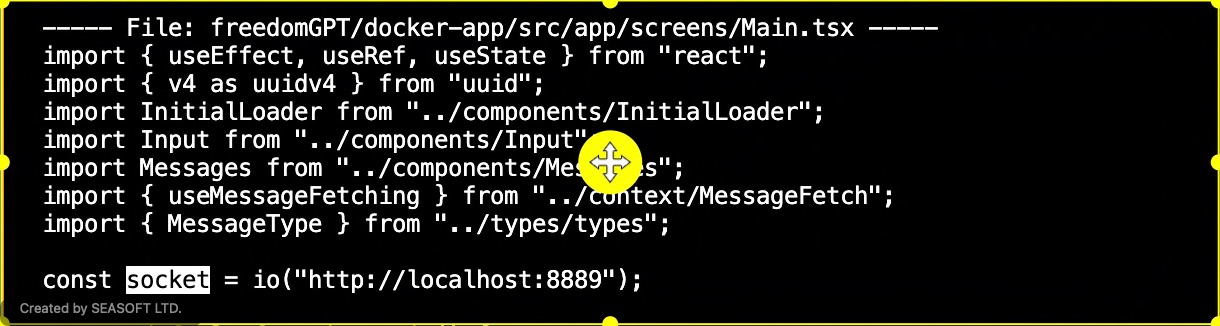 ----- File: freedomGPT/docker-app/src/app/screens/Main.tsx -----
import { useEffect, useRef, useState } from "react";
import { v4 as uuidv4 } from "uuid";
import InitialLoader from "../components/InitialLoader";
import Input from "../components/Input"
import Messages from "../components/Mes es";
import { useMessageFetching } from "../context/MessageFetch";
import { MessageType } from "../types/types";
const socket = io("http://localhost:8889");
Created by SEASOFT LTD.